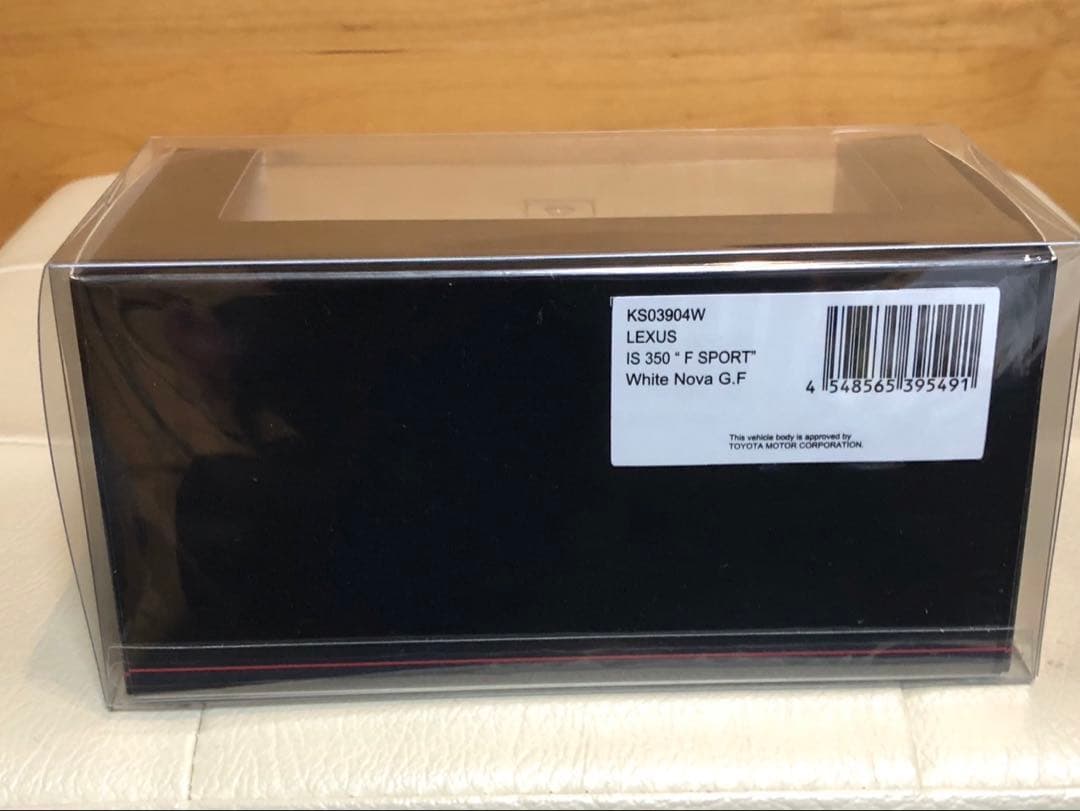 KS03904W
LEXUS
IS 350 “ F SPORT”
White Nova G.F
4 548565 395491
This vehicle body is approved by
TOYOTA MOTOR CORPORATION.